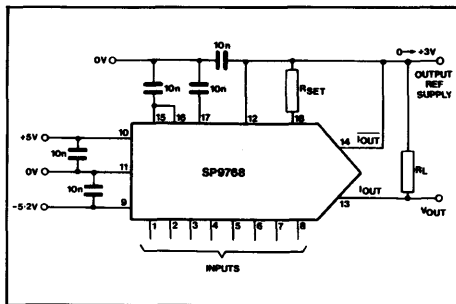 0V
10n
0→+3V
OUTPUT
REF
SUPPLY
10n
10n
RSET
15
16
17
12
18
+5V
10
10n
14
IOUT
0V
11
SP9768
RL
10n
IOUT
-5·2V
9
13
VOUT
1
2
3
4
5
6
7
8
INPUTS